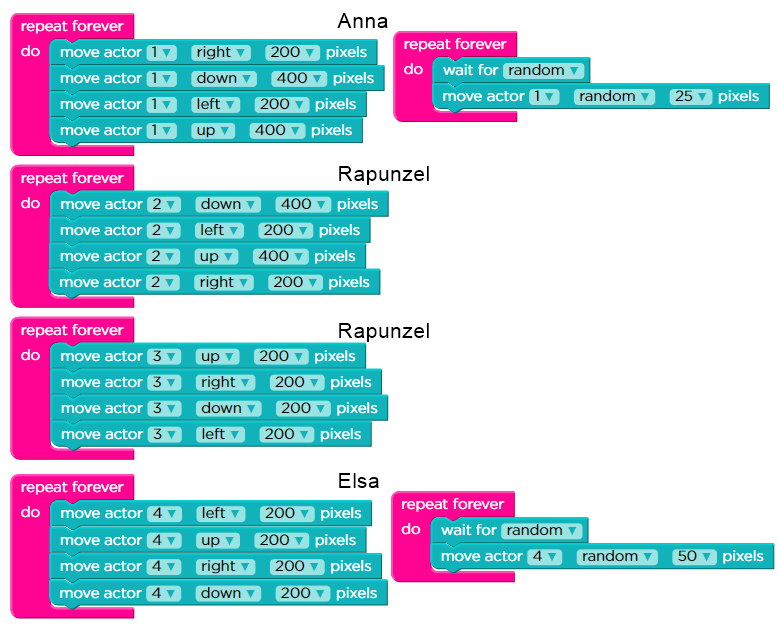 Anna
repeat forever
do move actor 1 right 200 pixels
move actor 1 down 400 pixels
move actor 1 left 200 pixels
move actor 1 up 400 pixels
repeat forever
do wait for random
move actor 1 random 25 pixels
Rapunzel
repeat forever
do move actor 2 down 400 pixels
move actor 2 left 200 pixels
move actor 2 up 400 pixels
move actor 2 right 200 pixels
Rapunzel
repeat forever
do move actor 3 up 200 pixels
move actor 3 right 200 pixels
move actor 3 down 200 pixels
move actor 3 left 200 pixels
Elsa
repeat forever
do move actor 4 left 200 pixels
move actor 4 up 200 pixels
move actor 4 right 200 pixels
move actor 4 down 200 pixels
repeat forever
do wait for random
move actor 4 random 50 pixels